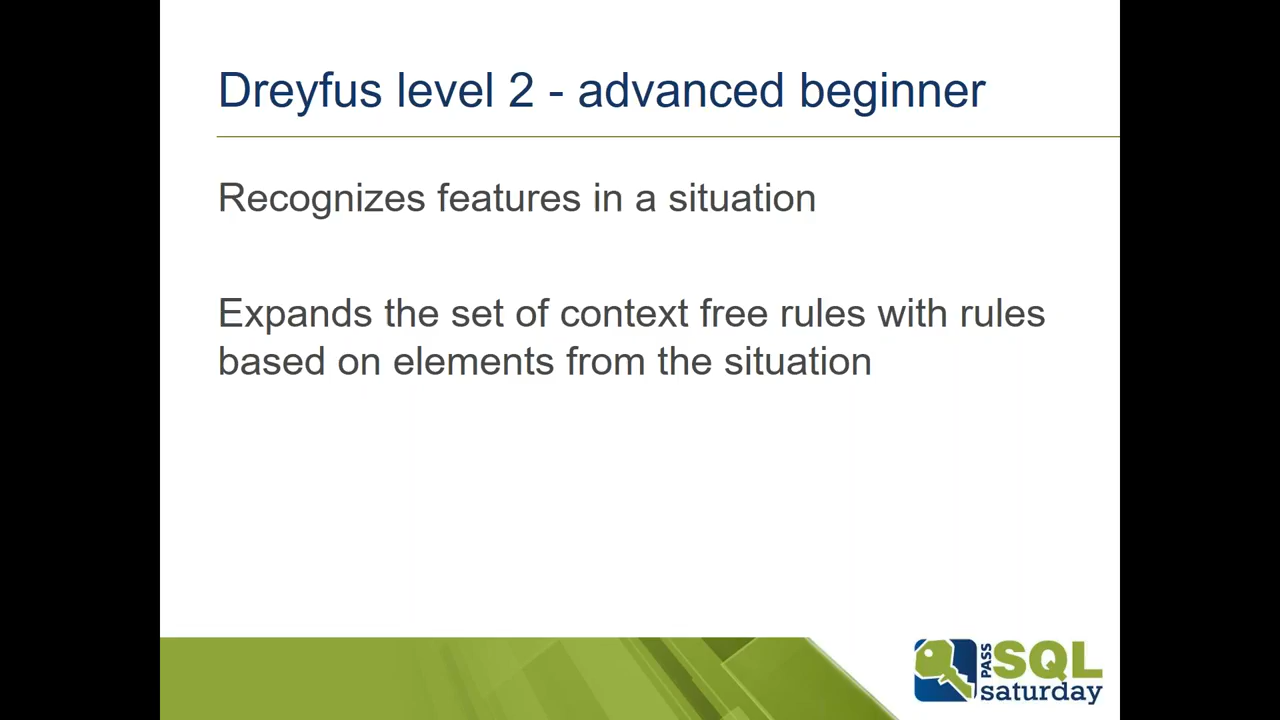 Dreyfus level 2 - advanced beginner
Recognizes features in a situation
Expands the set of context free rules with rules
based on elements from the situation
PASS
SQL
saturday